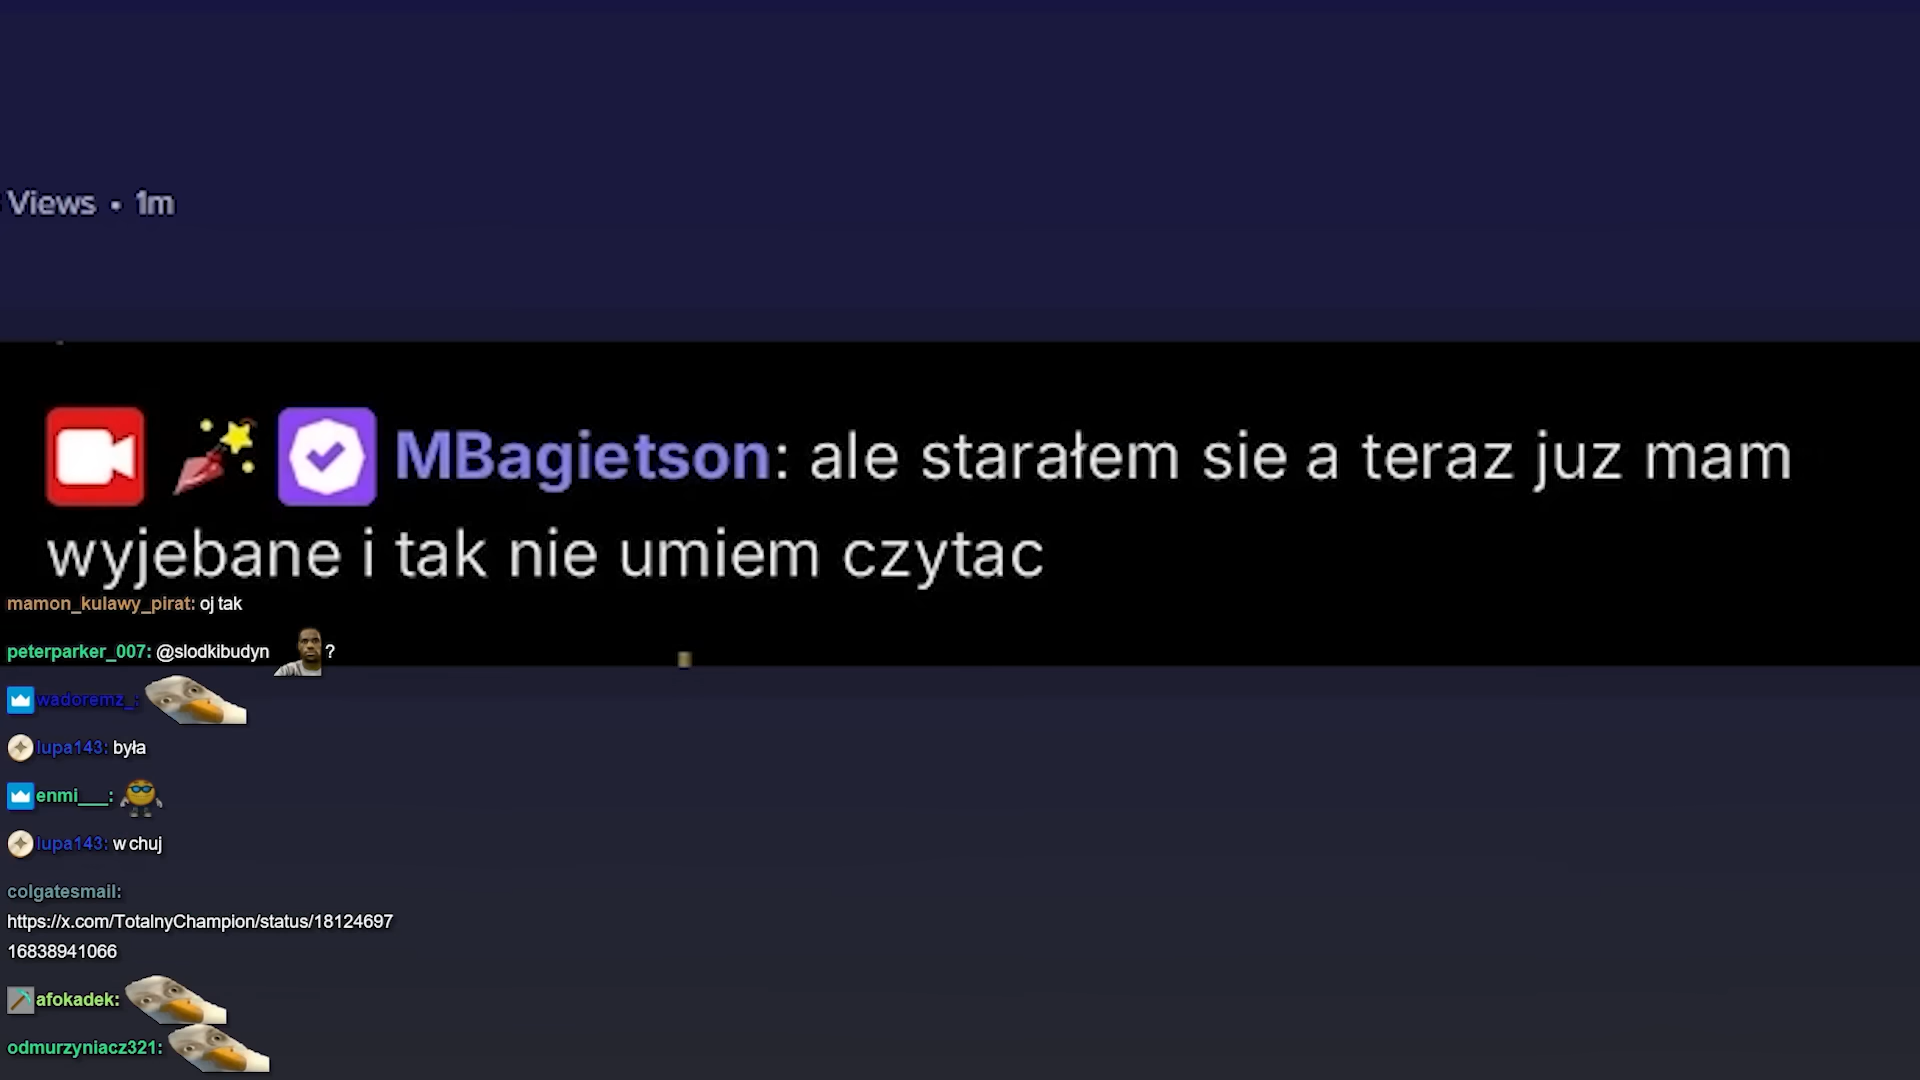 Views • 1m
MBagietson: ale starałem sie a teraz juz mam
wyjebane i tak nie umiem czytac
mamon_kulawy_pirat: oj tak
peterparker_007: @slodkibudyn ?
wadoremz_:
lupa143: była
enmi___:
lupa143: w chuj
colgatesmail:
https://x.com/TotalnyChampion/status/18124697
16838941066
afokadek:
odmurzyniacz321: